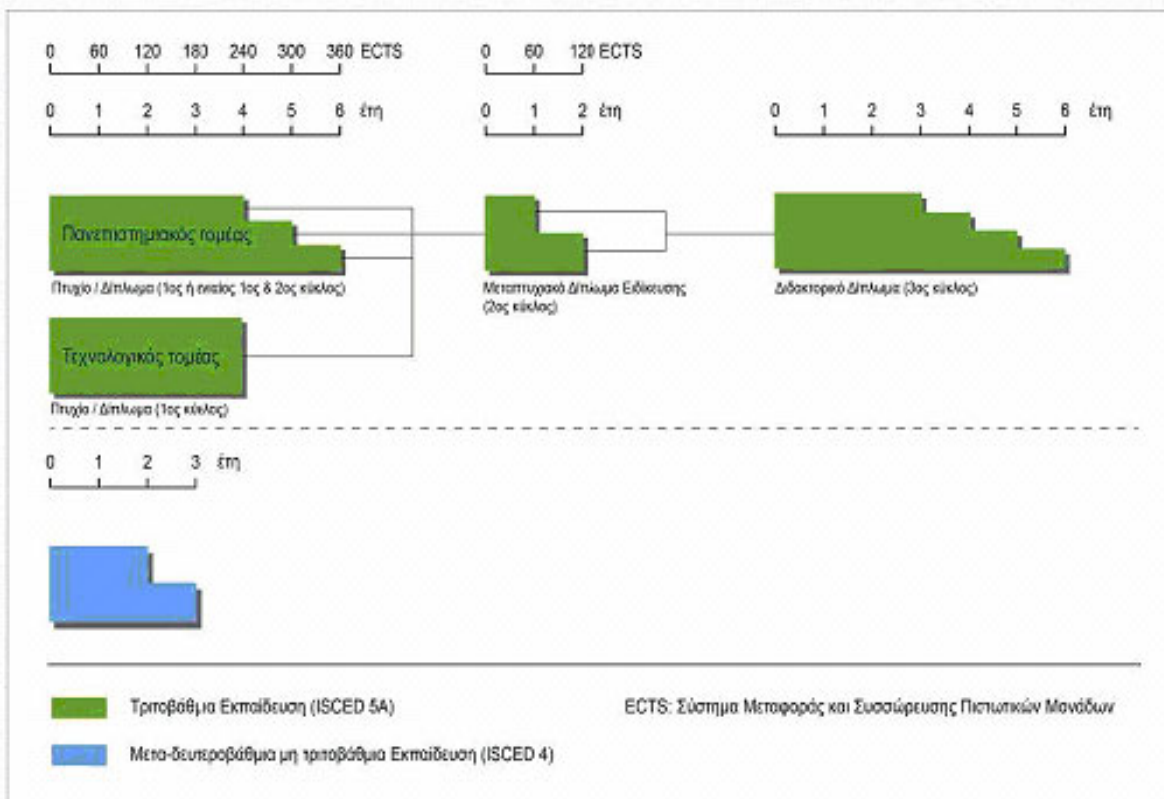 0 60 120 180 240 300 360 ECTS
0 60 120 ECTS
0 1 2 3 4 5 6 έτη
0 1 2 έτη
0 1 2 3 4 5 6 έτη
Πανεπιστημιακός τομέας
Πτυχίο / Δίπλωμα (1ος ή ενιαίος 1ος & 2ος κύκλος)
Μεταπτυχιακό Δίπλωμα Ειδίκευσης
(2ος κύκλος)
Διδακτορικό Δίπλωμα (3ος κύκλος)
Τεχνολογικός τομέας
Πτυχίο / Δίπλωμα (1ος κύκλος)
0 1 2 3 έτη
Τριτοβάθμια Εκπαίδευση (ISCED 5A)
ECTS: Σύστημα Μεταφοράς και Συσσώρευσης Πιστωτικών Μονάδων
Μετα-δευτεροβάθμια μη τριτοβάθμια Εκπαίδευση (ISCED 4)